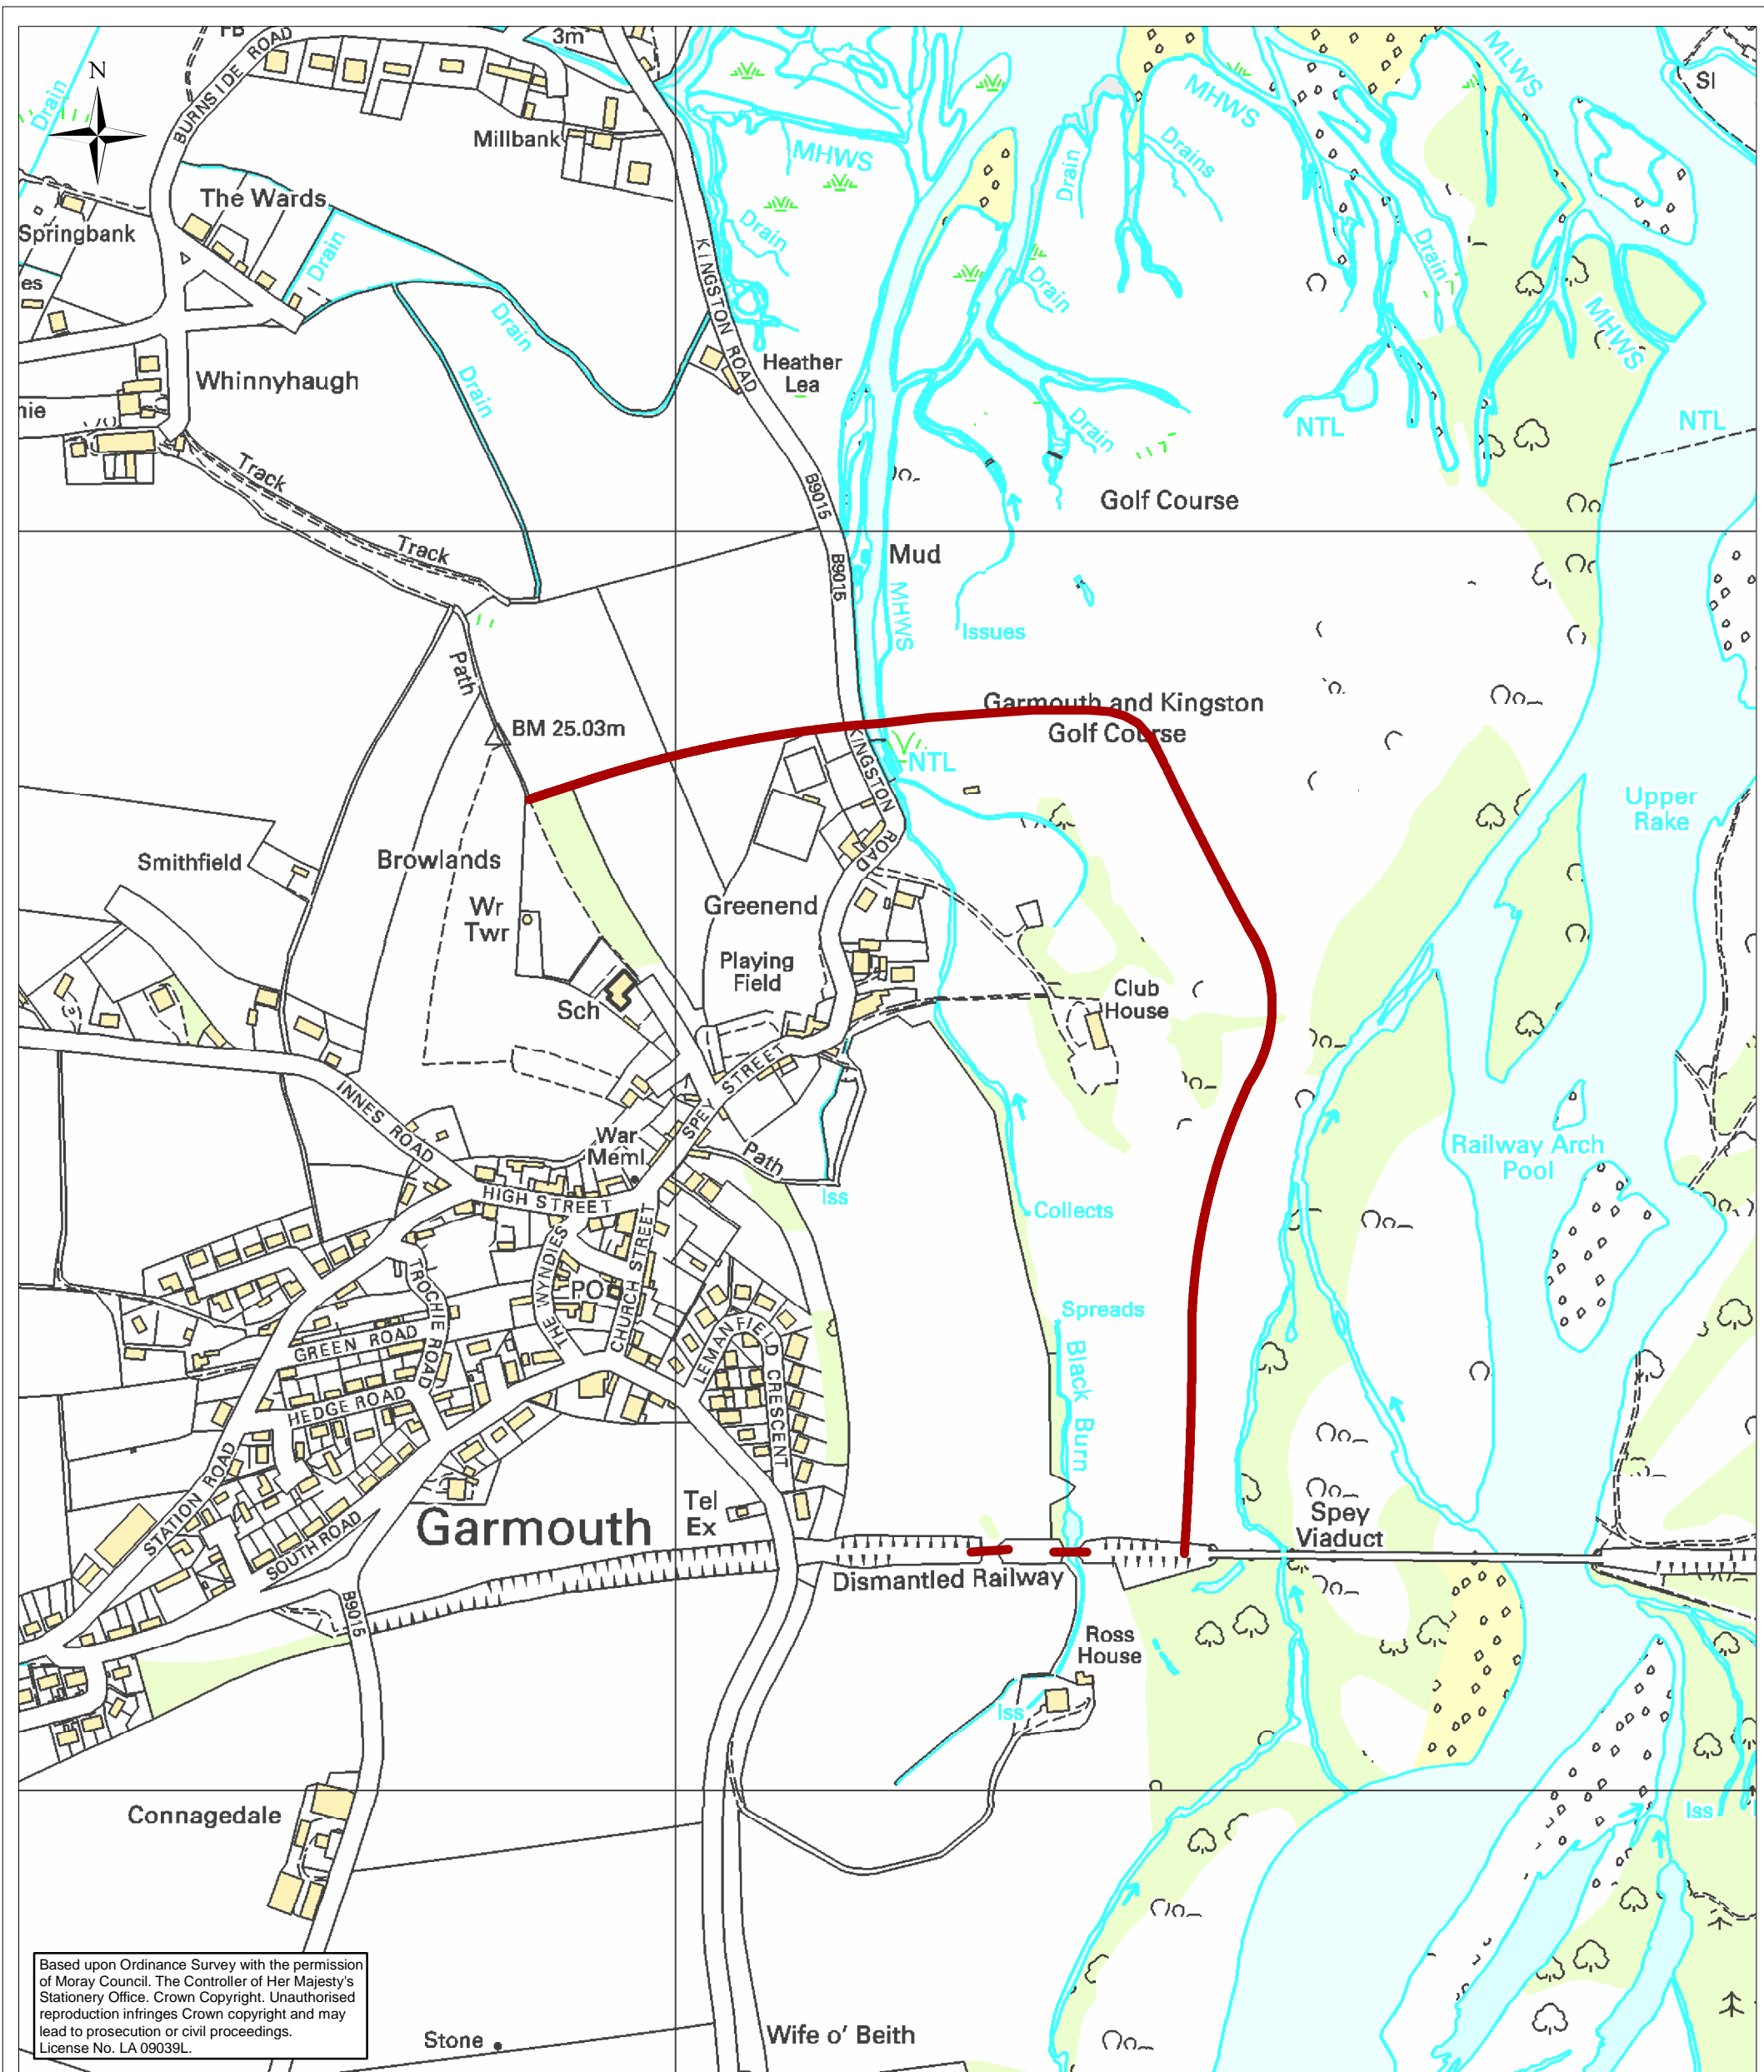 FB
BURNSIDE ROAD
3m
N
Drain
Millbank
MHWS
MHWS
MLWS
Sl
The Wards
Springbank
Drain
Drain
KINGSTON ROAD
Drain
Drains
Drain
Drain
Drain
MHWS
es
Drain
Drain
Heather
Lea
Whinnyhaugh
nie
Drain
NTL
NTL
Track
B9015
Golf Course
Track
B9015
Mud
MHWS
Issues
Path
BM 25.03m
Garmouth and Kingston
Golf Course
KINGSTON ROAD
NTL
Upper
Rake
Smithfield
Browlands
Wr
Twr
Greenend
Playing
Field
Sch
Club
House
INNES ROAD
SPEY STREET
War
Meml
Path
Iss
HIGH STREET
Collects
Railway Arch
Pool
THE WYNDIES
PO
CHURCH STREET
TROCHIE ROAD
GREEN ROAD
LEMANFIELD CRESCENT
Spreads
Black Burn
HEDGE ROAD
STATION ROAD
SOUTH ROAD
Garmouth
Tel
Ex
Spey
Viaduct
Dismantled Railway
B9015
Ross
House
Iss
Connagedale
Iss
Based upon Ordinance Survey with the permission
of Moray Council. The Controller of Her Majesty's
Stationery Office. Crown Copyright. Unauthorised
reproduction infringes Crown copyright and may
lead to prosecution or civil proceedings.
License No. LA 09039L.
Stone
Wife o' Beith